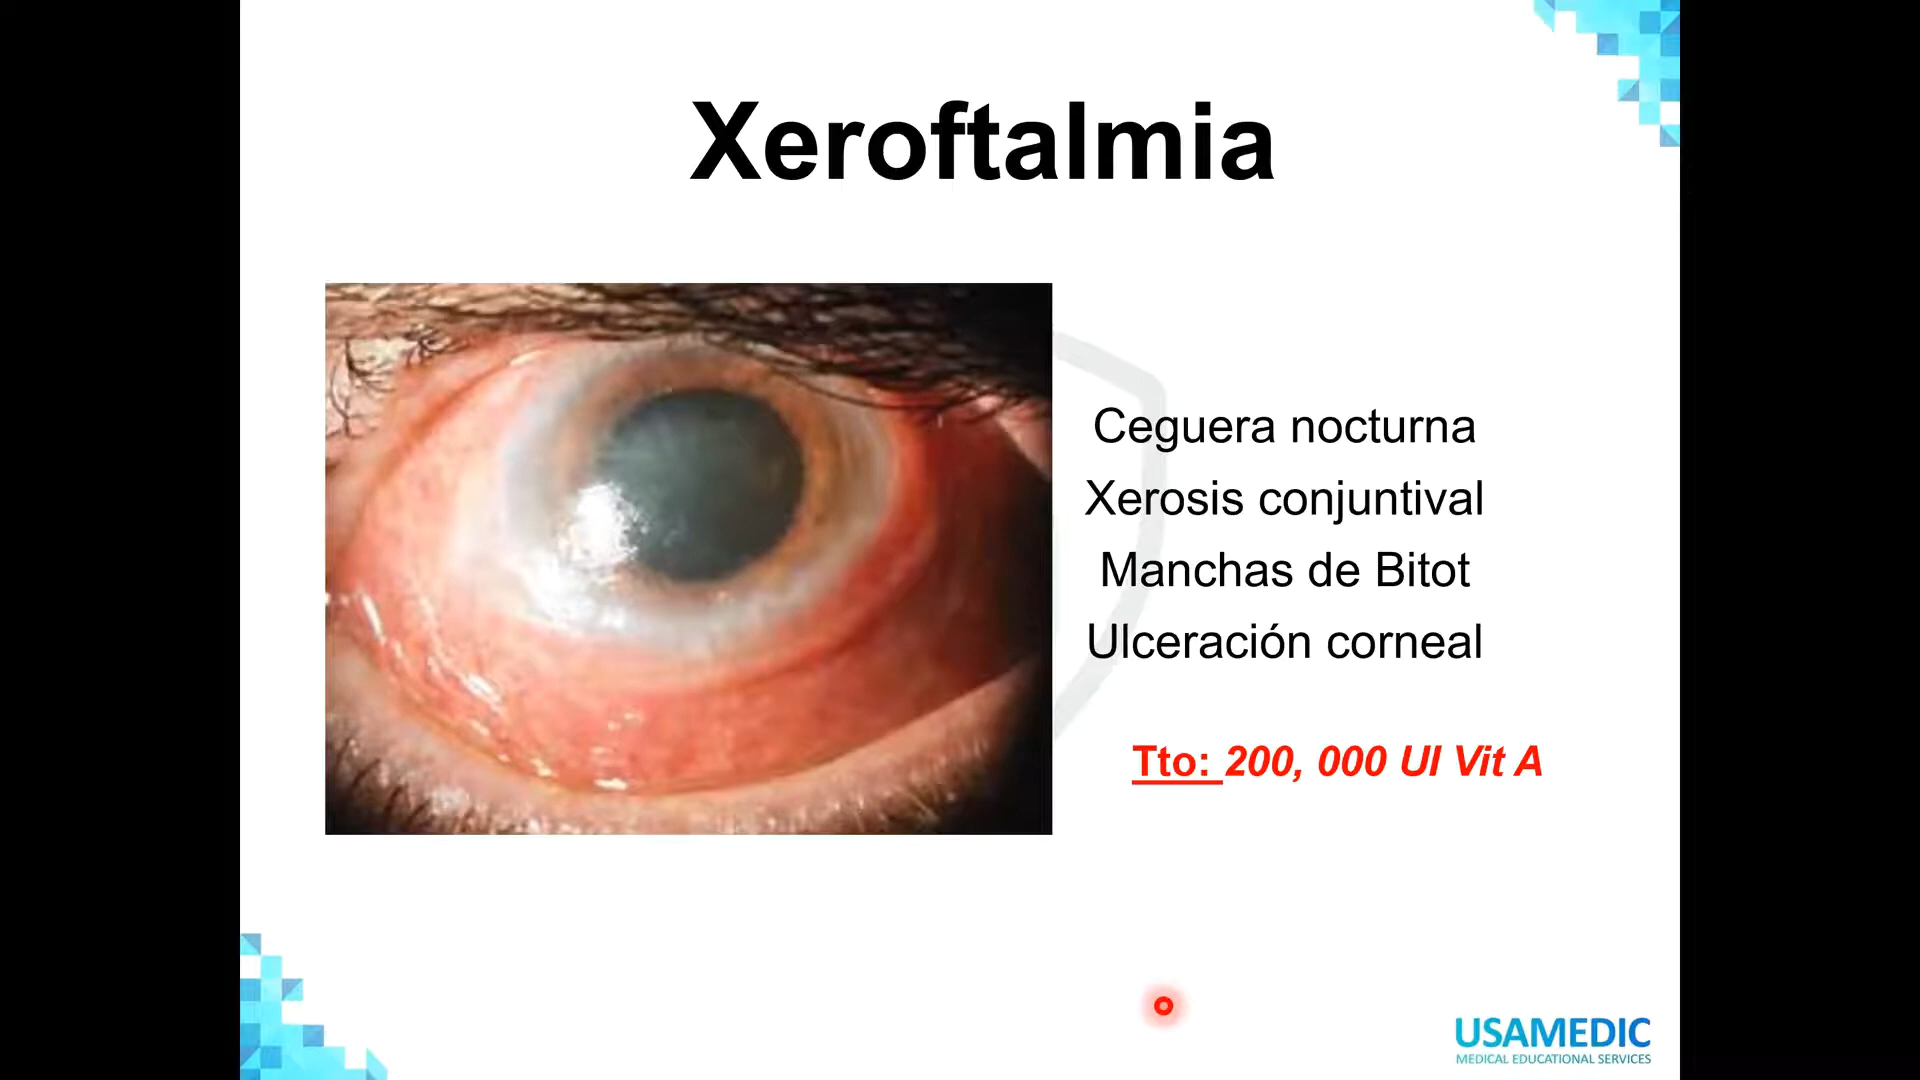 Xeroftalmia
Ceguera nocturna
Xerosis conjuntival
Manchas de Bitot
Ulceración corneal
Tto: 200, 000 UI Vit A
USAMEDIC
MEDICAL EDUCATIONAL SERVICES